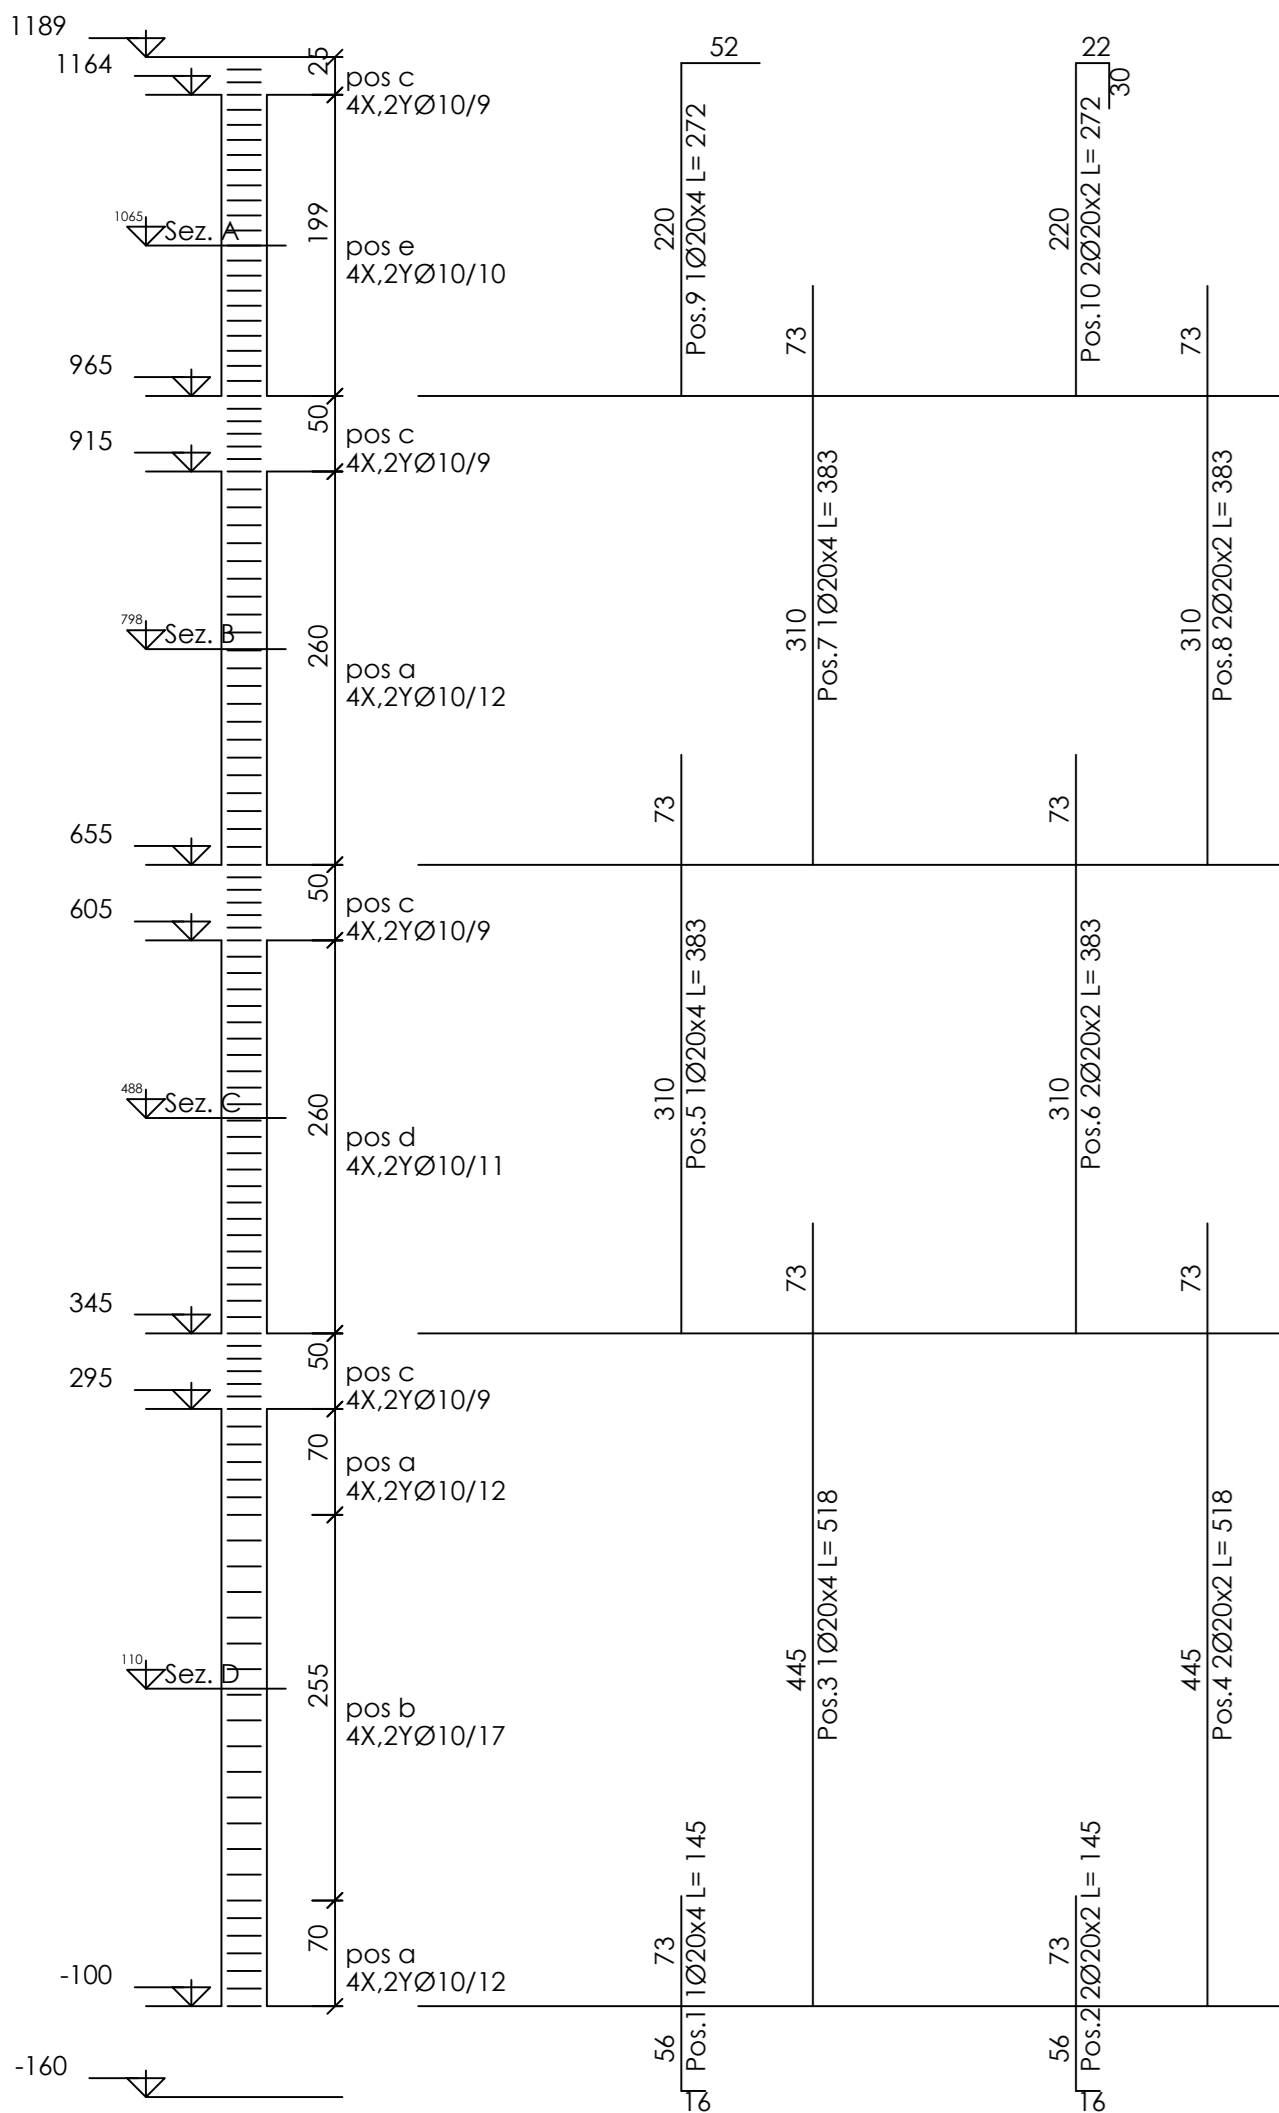 1189
1164
25
pos c
4X,2YØ10/9
52
22
30
Pos.9 1Ø20x4 L= 272
220
Pos.10 2Ø20x2 L= 272
220
1065
Sez. A
199
pos e
4X,2YØ10/10
73
73
965
50
915
pos c
4X,2YØ10/9
Pos.7 1Ø20x4 L= 383
310
Pos.8 2Ø20x2 L= 383
310
798
Sez. B
260
pos a
4X,2YØ10/12
73
73
655
50
605
pos c
4X,2YØ10/9
Pos.5 1Ø20x4 L= 383
310
Pos.6 2Ø20x2 L= 383
310
488
Sez. C
260
pos d
4X,2YØ10/11
73
73
345
50
295
pos c
4X,2YØ10/9
70
pos a
4X,2YØ10/12
Pos.3 1Ø20x4 L= 518
445
Pos.4 2Ø20x2 L= 518
445
110
Sez. D
255
pos b
4X,2YØ10/17
70
pos a
4X,2YØ10/12
73
Pos.1 1Ø20x4 L= 145
73
Pos.2 2Ø20x2 L= 145
-100
56
56
-160
16
16